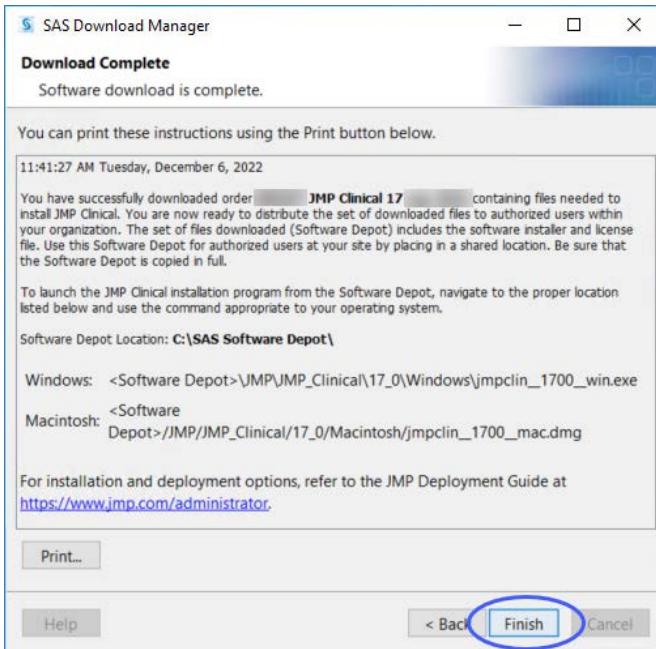 SAS Download Manager
Download Complete
Software download is complete.
You can print these instructions using the Print button below.
11:41:27 AM Tuesday, December 6, 2022
You have successfully downloaded order JMP Clinical 17 containing files needed to
install JMP Clinical. You are now ready to distribute the set of downloaded files to authorized users within
your organization. The set of files downloaded (Software Depot) includes the software installer and license
file. Use this Software Depot for authorized users at your site by placing in a shared location. Be sure that
the Software Depot is copied in full.
To launch the JMP Clinical installation program from the Software Depot, navigate to the proper location
listed below and use the command appropriate to your operating system.
Software Depot Location: C:\SAS Software Depot\
Windows: <Software Depot>\JMP\JMP_Clinical\17_0\Windows\jmpclin__1700__win.exe
Macintosh: <Software
Depot>/JMP/JMP_Clinical/17_0/Macintosh/jmpclin__1700__mac.dmg
For installation and deployment options, refer to the JMP Deployment Guide at
https://www.jmp.com/administrator.
Print...
Help
< Back
Finish
Cancel